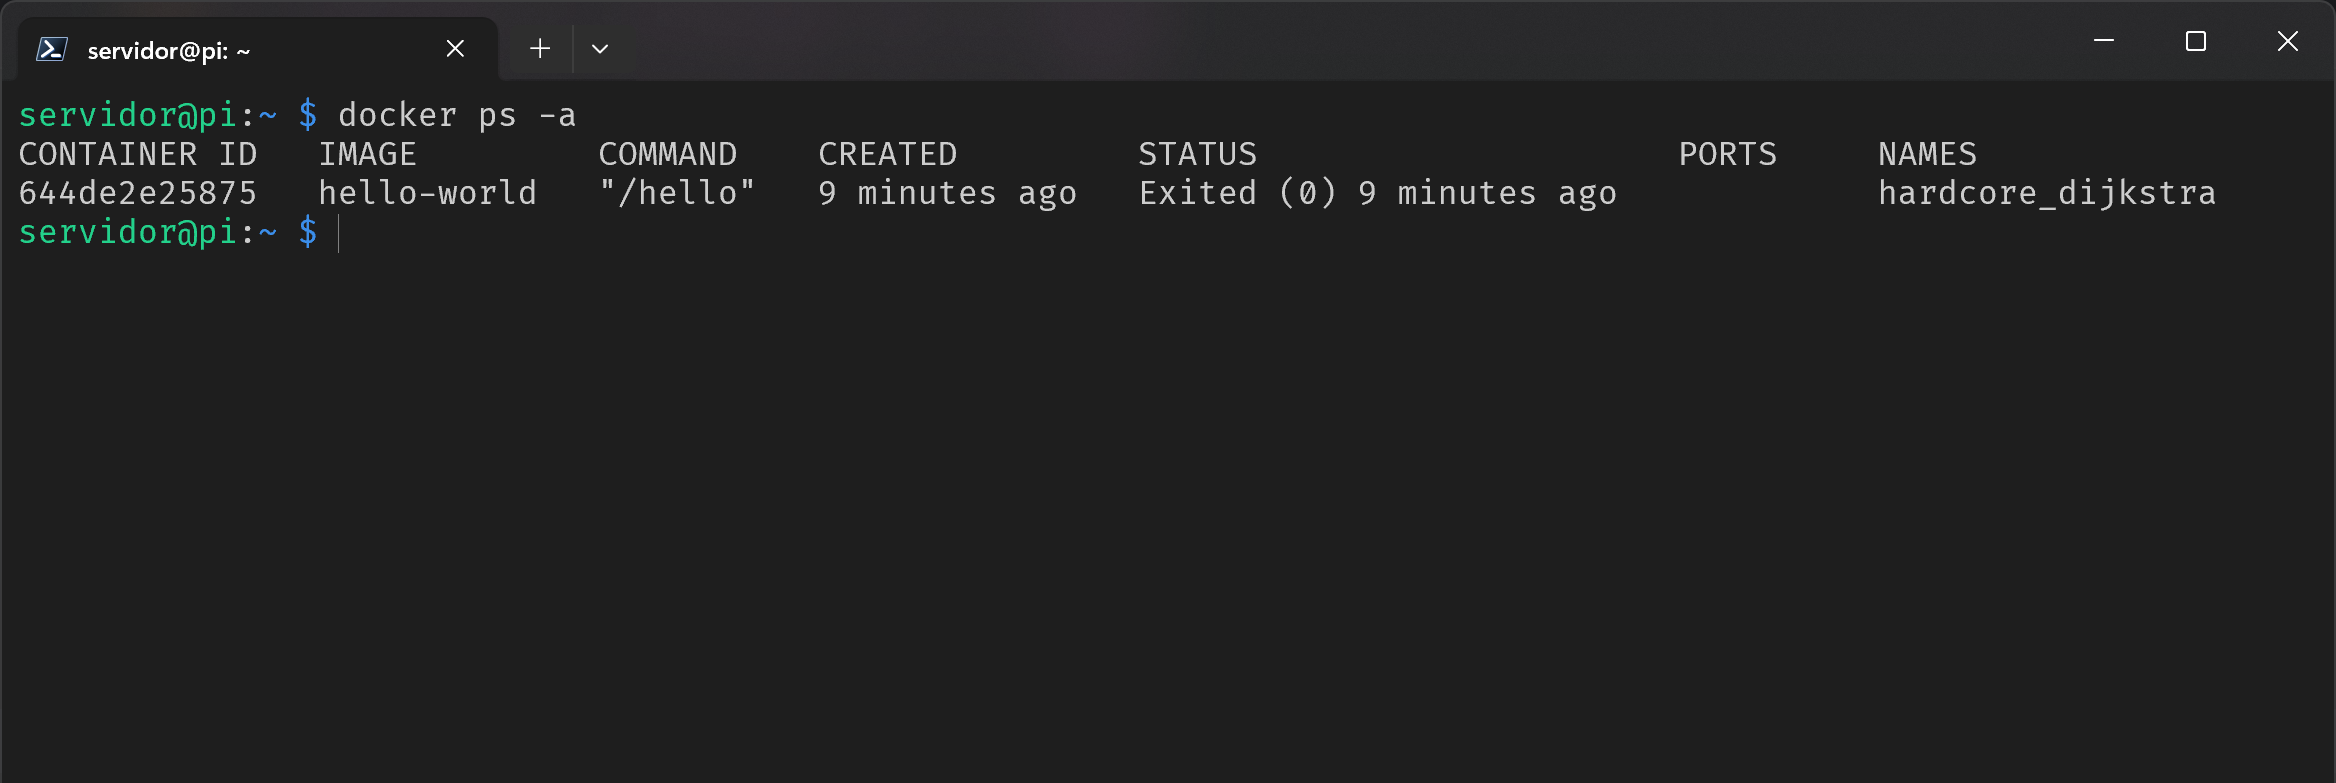 servidor@pi: ~
servidor@pi:~ $ docker ps -a
CONTAINER ID   IMAGE         COMMAND    CREATED         STATUS                     PORTS     NAMES
644de2e25875   hello-world   "/hello"   9 minutes ago   Exited (0) 9 minutes ago             hardcore_dijkstra
servidor@pi:~ $